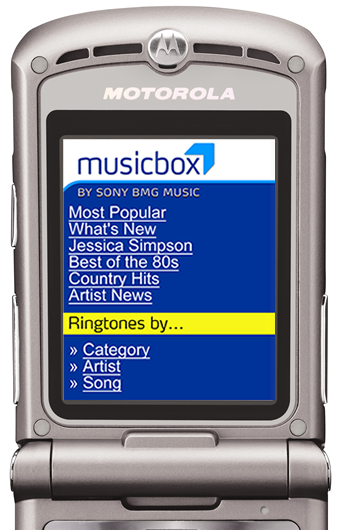 MOTOROLA
musicbox
BY SONY BMG MUSIC
Most Popular
What's New
Jessica Simpson
Best of the 80s
Country Hits
Artist News
Ringtones by...
» Category
» Artist
» Song